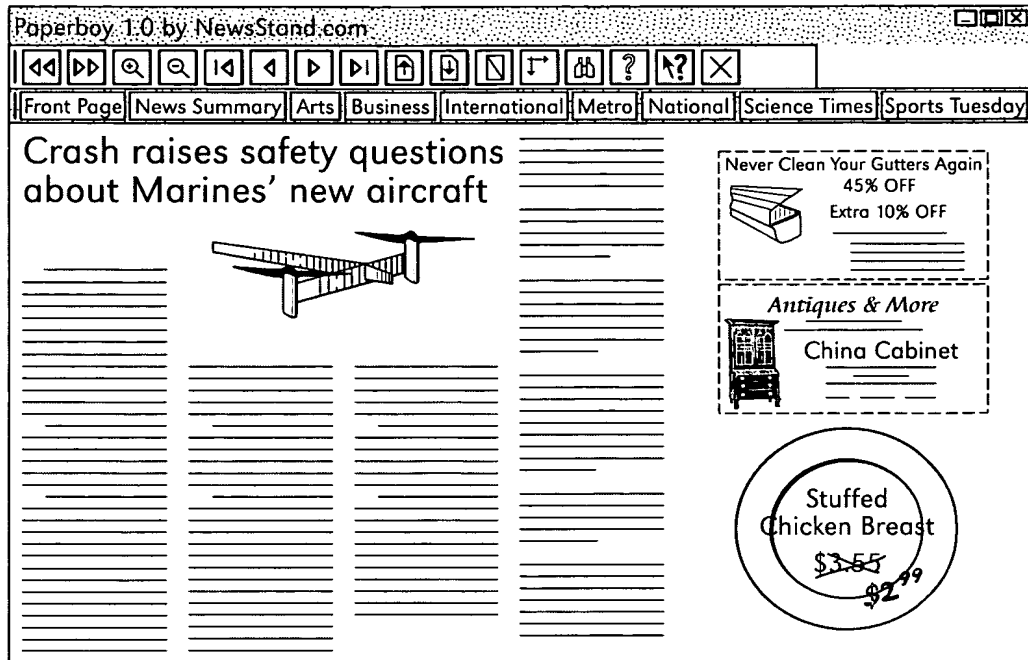 Paperboy 1.0 by NewsStand.com
Front Page News Summary Arts Business International Metro National Science Times Sports Tuesday
Crash raises safety questions
about Marines' new aircraft
Never Clean Your Gutters Again
45% OFF
Extra 10% OFF
Antiques & More
China Cabinet
Stuffed
Chicken Breast
$3.55
$2.99